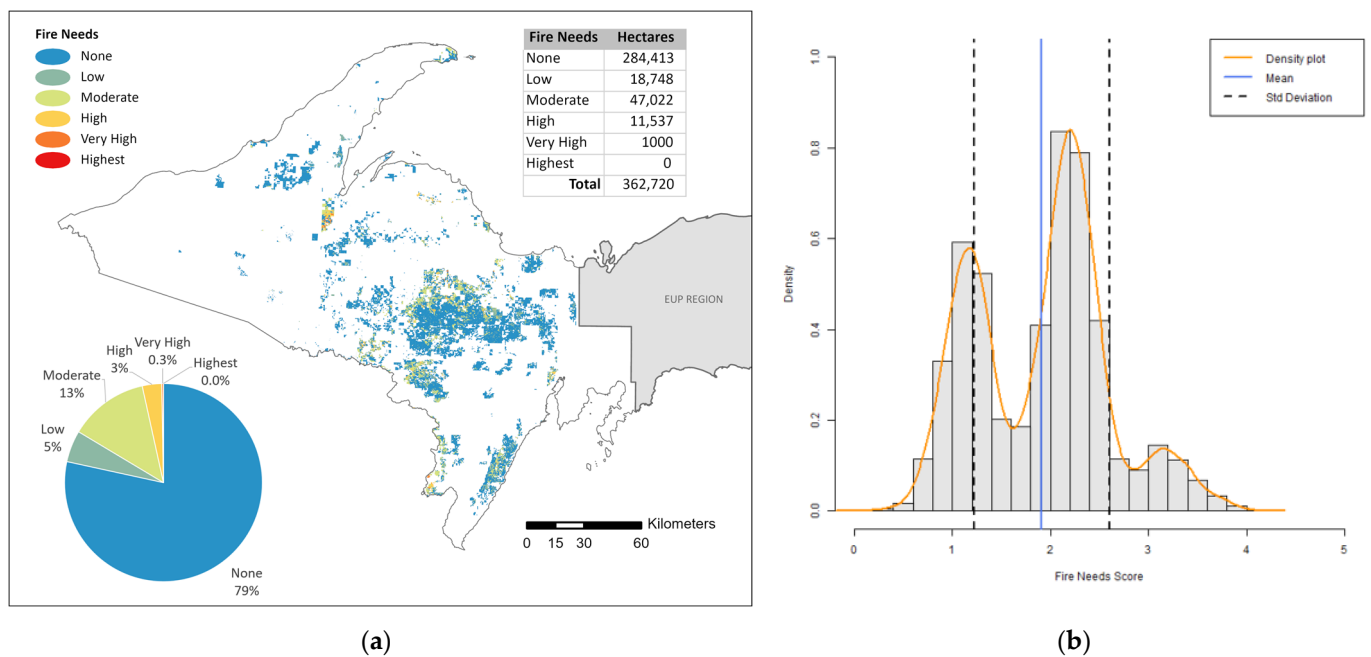 Fire Needs
None
Low
Moderate
High
Very High
Highest
Fire Needs Hectares
None 284,413
Low 18,748
Moderate 47,022
High 11,537
Very High 1000
Highest 0
Total 362,720
EUP REGION
Very High
0.3%
High
3%
Highest
0.0%
Moderate
13%
Low
5%
None
79%
Kilometers
0 15 30 60
(a)
Density plot
Mean
Std Deviation
Density
1.0
0.8
0.6
0.4
0.2
0.0
0 1 2 3 4 5
Fire Needs Score
(b)